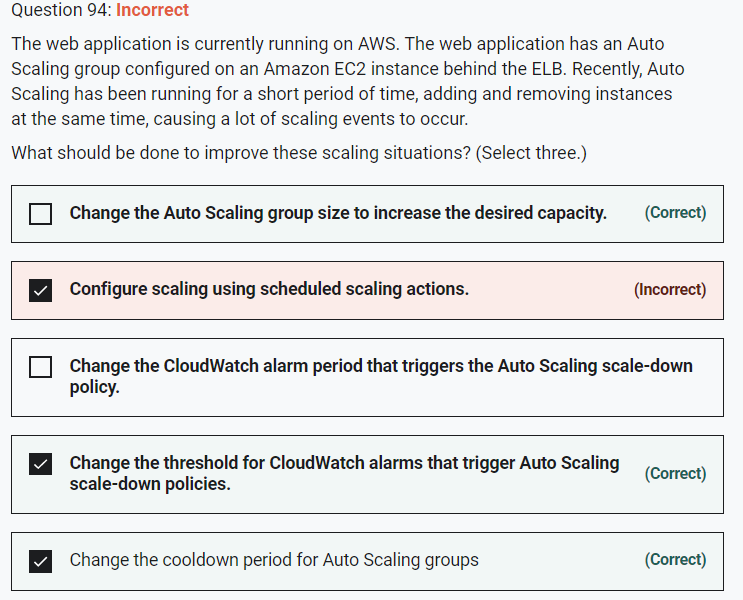 Question 94: Incorrect
The web application is currently running on AWS. The web application has an Auto
Scaling group configured on an Amazon EC2 instance behind the ELB. Recently, Auto
Scaling has been running for a short period of time, adding and removing instances
at the same time, causing a lot of scaling events to occur.
What should be done to improve these scaling situations? (Select three.)
Change the Auto Scaling group size to increase the desired capacity. (Correct)
Configure scaling using scheduled scaling actions. (Incorrect)
Change the CloudWatch alarm period that triggers the Auto Scaling scale-down
policy.
Change the threshold for CloudWatch alarms that trigger Auto Scaling
scale-down policies. (Correct)
Change the cooldown period for Auto Scaling groups (Correct)